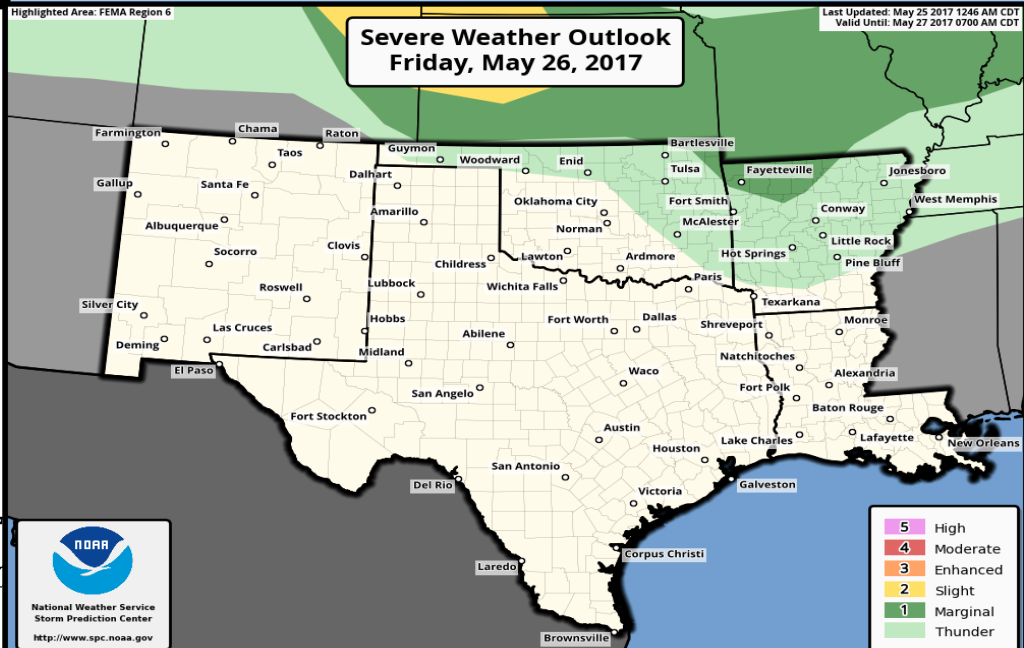 Highlighted Area: FEMA Region 6
Last Updated: May 25 2017 1246 AM CDT
Valid Until: May 27 2017 0700 AM CDT
Severe Weather Outlook
Friday, May 26, 2017
Farmington
Chama
Raton
Taos
Guymon
Woodward
Enid
Bartlesville
Tulsa
Fayetteville
Jonesboro
Gallup
Santa Fe
Dalhart
Oklahoma City
Fort Smith
West Memphis
Albuquerque
Amarillo
Norman
McAlester
Conway
Socorro
Clovis
Childress
Lawton
Ardmore
Hot Springs
Little Rock
Pine Bluff
Roswell
Lubbock
Wichita Falls
Paris
Texarkana
Silver City
Las Cruces
Hobbs
Abilene
Fort Worth
Dallas
Shreveport
Monroe
Deming
Carlsbad
Midland
Natchitoches
El Paso
San Angelo
Waco
Fort Polk
Alexandria
Fort Stockton
Austin
Baton Rouge
Houston
Lake Charles
Lafayette
New Orleans
Del Rio
San Antonio
Victoria
Galveston
Laredo
Corpus Christi
Brownsville
NOAA
National Weather Service
Storm Prediction Center
http://www.spc.noaa.gov
5 High
4 Moderate
3 Enhanced
2 Slight
1 Marginal
Thunder